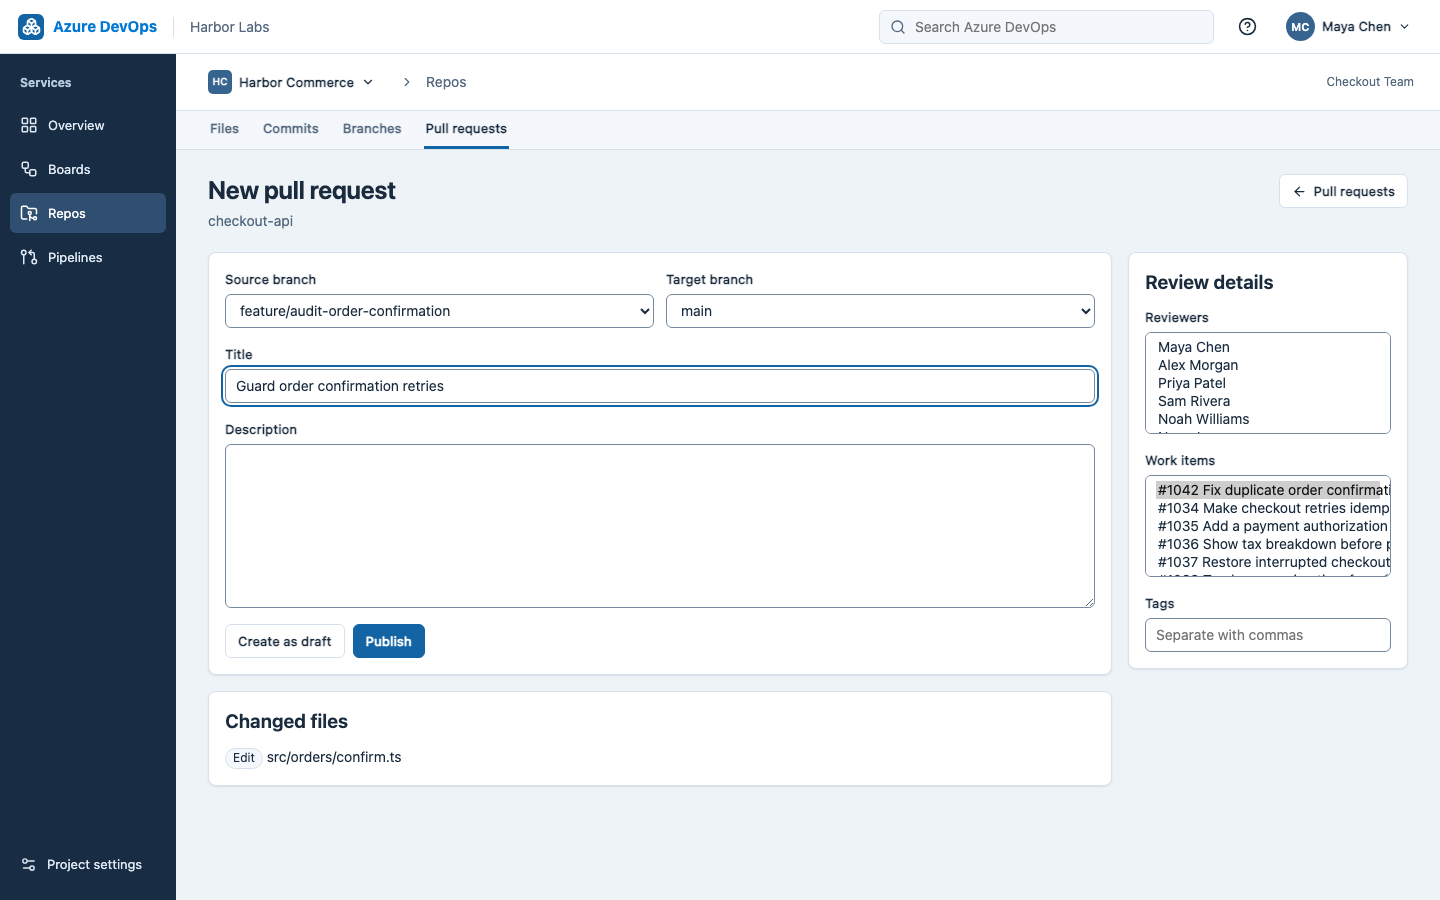 Azure DevOps
Harbor Labs
Search Azure DevOps
MC
Maya Chen
Services
Overview
Boards
Repos
Pipelines
Project settings
HC
Harbor Commerce
Repos
Checkout Team
Files
Commits
Branches
Pull requests
New pull request
checkout-api
Pull requests
Source branch
feature/audit-order-confirmation
Target branch
main
Title
Guard order confirmation retries
Description
Create as draft
Publish
Changed files
Edit src/orders/confirm.ts
Review details
Reviewers
Maya Chen
Alex Morgan
Priya Patel
Sam Rivera
Noah Williams
Work items
#1042 Fix duplicate order confirmati
#1034 Make checkout retries idemp
#1035 Add a payment authorization
#1036 Show tax breakdown before p
#1037 Restore interrupted checkout
Tags
Separate with commas